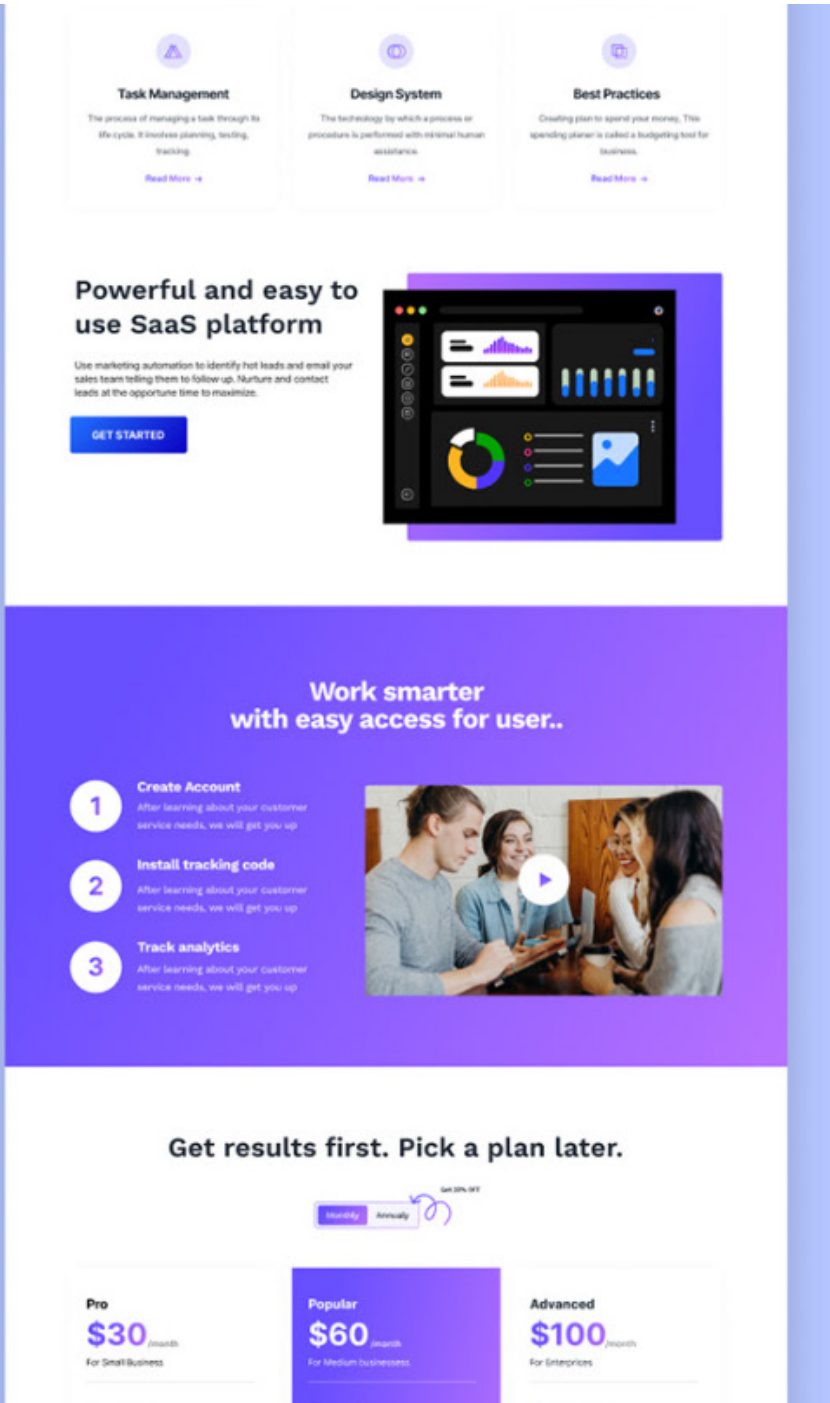 Task Management
The process of managing a task through its
life cycle. It involves planning, testing,
tracking.
Read More →
Design System
The technology by which a process or
procedure is performed with minimal human
assistance.
Read More →
Best Practices
Creating plan to spend your money, This
spending planer is called a budgeting tool for
business.
Read More →
Powerful and easy to
use SaaS platform
Use marketing automation to identify hot leads and email your
sales team telling them to follow up. Nurture and contact
leads at the opportune time to maximize.
GET STARTED
Work smarter
with easy access for user..
1
Create Account
After learning about your customer
service needs, we will get you up
2
Install tracking code
After learning about your customer
service needs, we will get you up
3
Track analytics
After learning about your customer
service needs, we will get you up
Get results first. Pick a plan later.
Get 20% OFF
Monthly Annually
Pro
$30/month
For Small Business
Popular
$60/month
For Medium businessess
Advanced
$100/month
For Enterprices